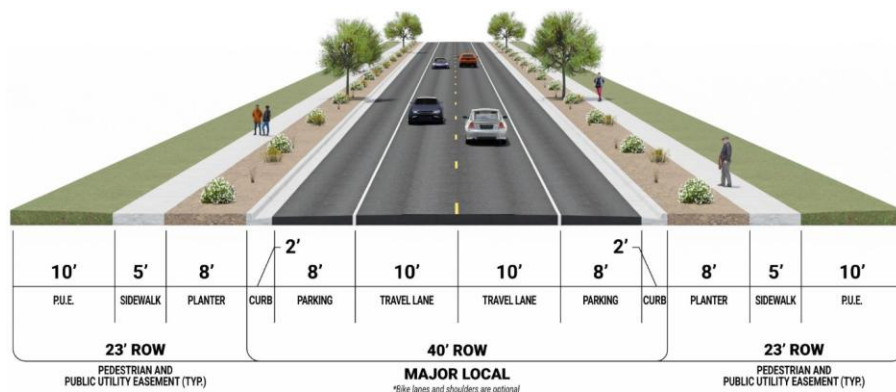 2’ 2’
10’ 5’ 8’ 8’ 10’ 10’ 8’ 8’ 5’ 10’
P.U.E. SIDEWALK PLANTER CURB PARKING TRAVEL LANE TRAVEL LANE PARKING CURB PLANTER SIDEWALK P.U.E.
23’ ROW 40’ ROW 23’ ROW
PEDESTRIAN AND
PUBLIC UTILITY EASEMENT (TYP.)
MAJOR LOCAL
*Bike lanes and shoulders are optional
PEDESTRIAN AND
PUBLIC UTILITY EASEMENT (TYP.)